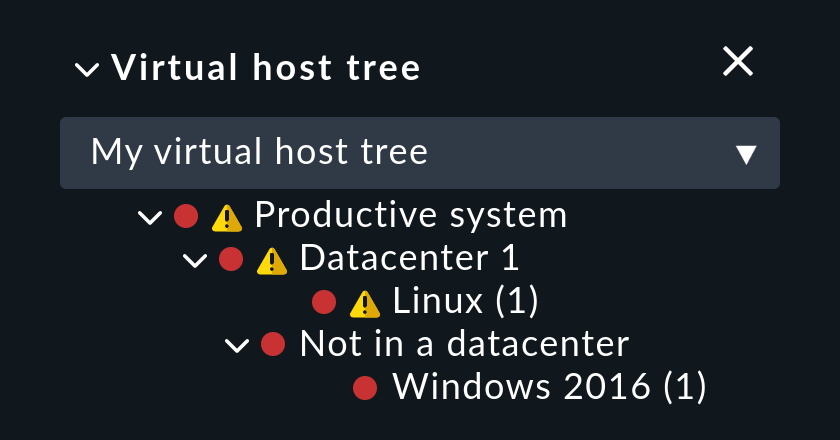 Virtual host tree
My virtual host tree
Productive system
Datacenter 1
Linux (1)
Not in a datacenter
Windows 2016 (1)